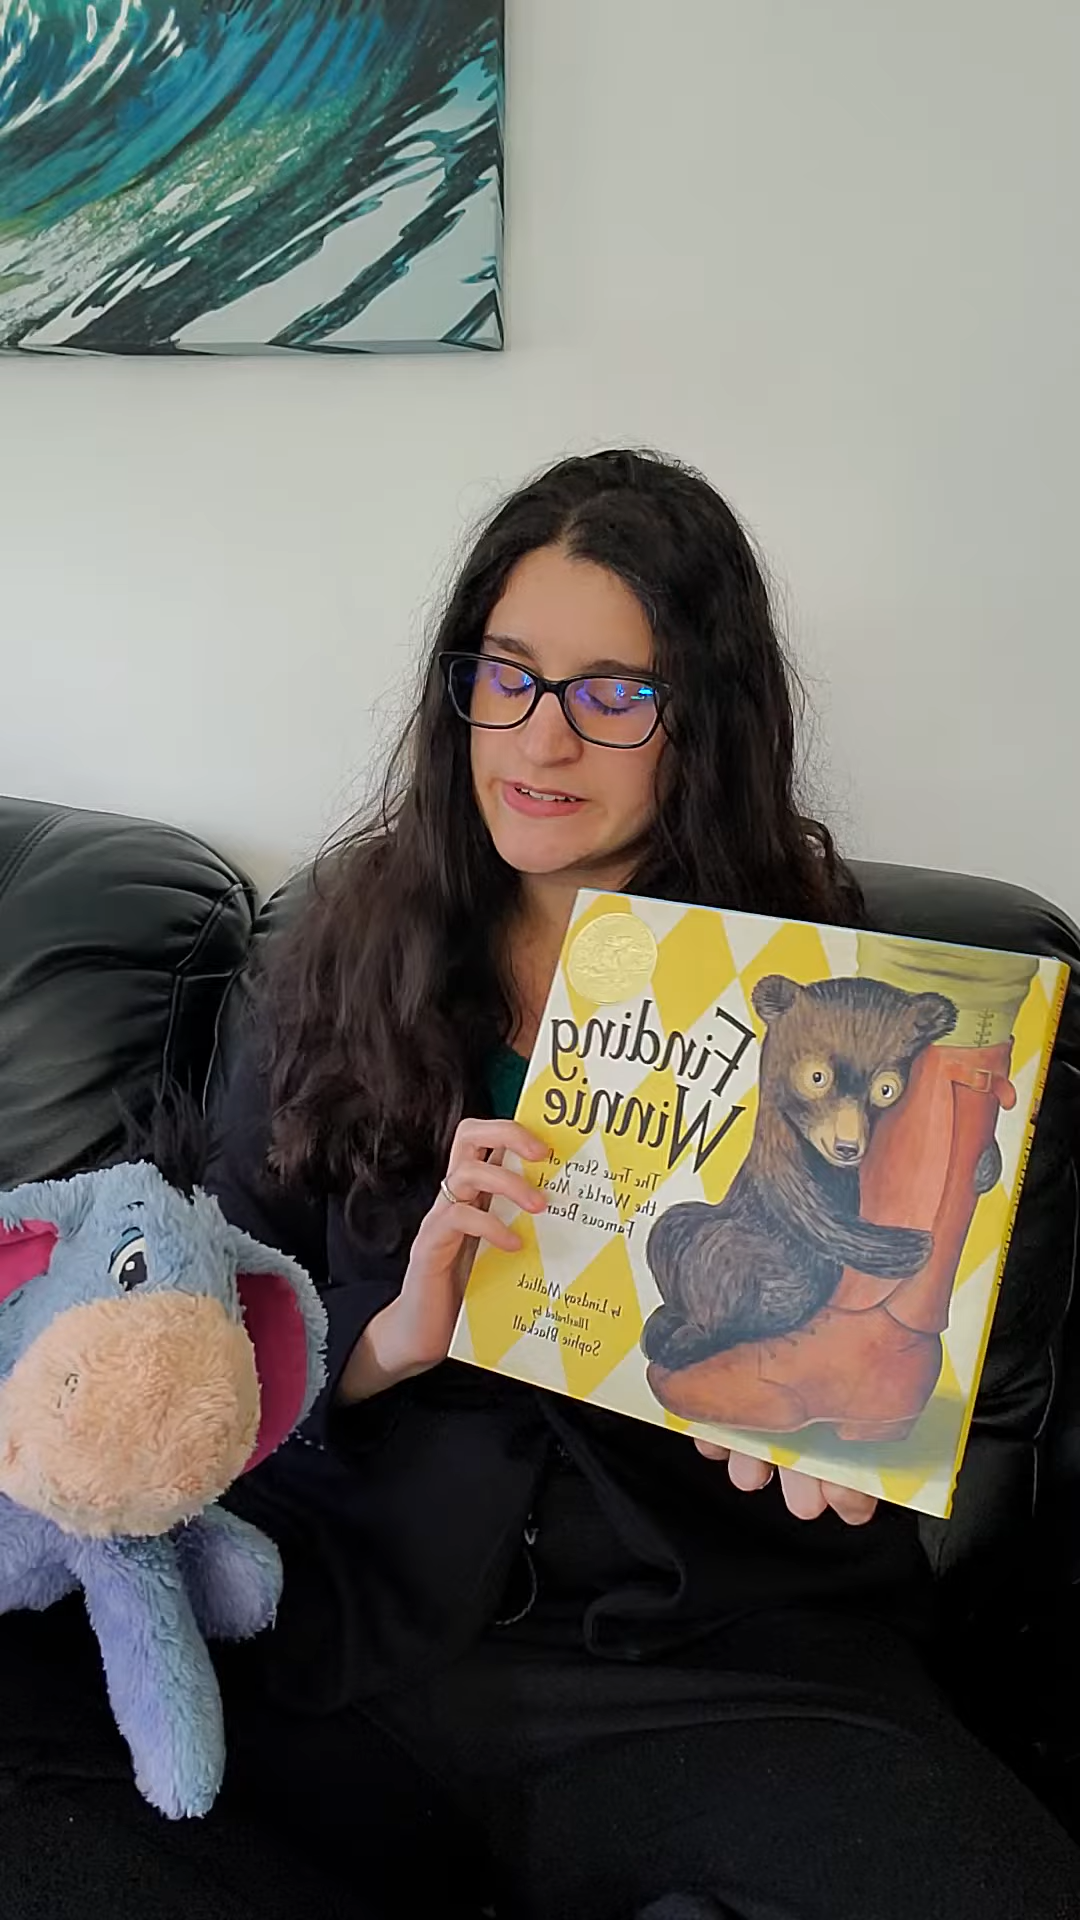 Finding
Winnie
The True Story of
the World's Most
Famous Bear
by Lindsay Mattick
Illustrated by
Sophie Blackall